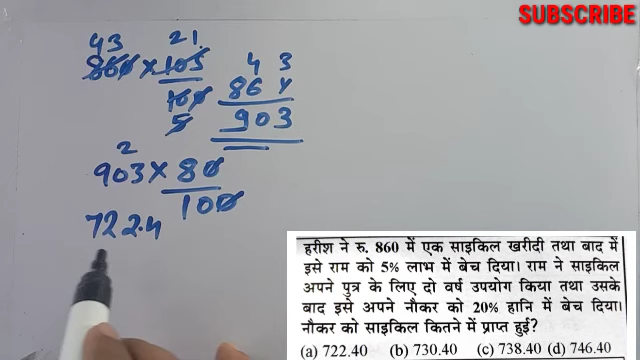 SUBSCRIBE
43 21 4 3
860 × 105 86 Y
100 903
5
2
903 × 80
100
722.4
हरीश ने रु. 860 में एक साइकिल खरीदी तथा बाद में
इसे राम को 5% लाभ में बेच दिया। राम ने साइकिल
अपने पुत्र के लिए दो वर्ष उपयोग किया तथा उसके
बाद इसे अपने नौकर को 20% हानि में बेच दिया।
नौकर को साइकिल कितने में प्राप्त हुई?
(a) 722.40 (b) 730.40 (c) 738.40 (d) 746.40